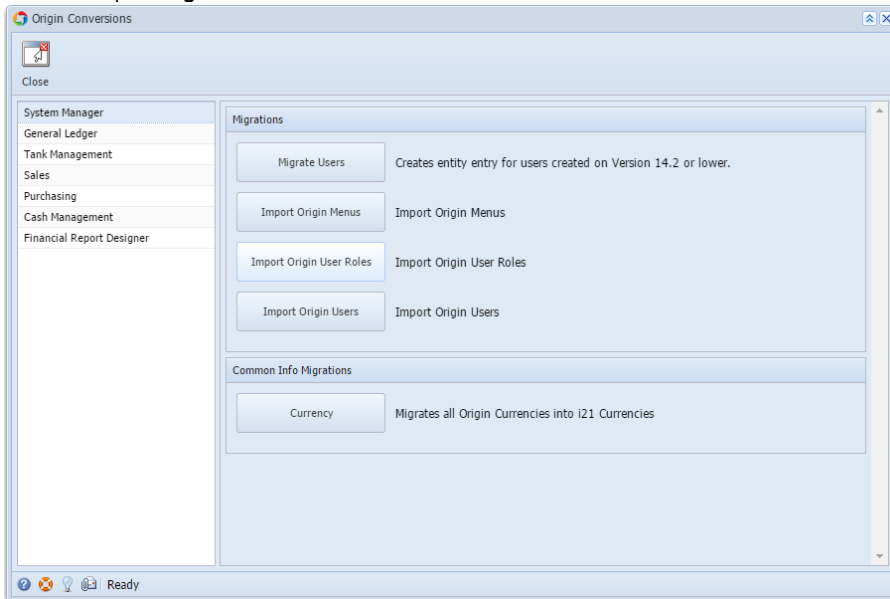 Origin Conversions
Close
System Manager
General Ledger
Tank Management
Sales
Purchasing
Cash Management
Financial Report Designer
Migrations
Migrate Users Creates entity entry for users created on Version 14.2 or lower.
Import Origin Menus Import Origin Menus
Import Origin User Roles Import Origin User Roles
Import Origin Users Import Origin Users
Common Info Migrations
Currency Migrates all Origin Currencies into i21 Currencies
Ready